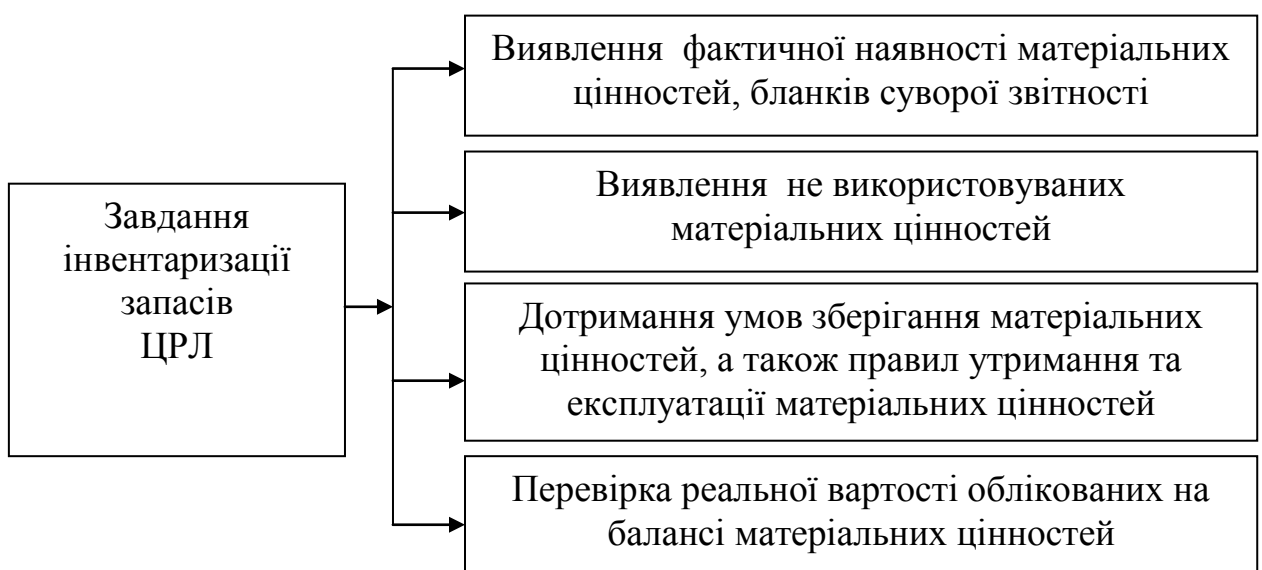 Завдання
інвентаризації
запасів
ЦРЛ
Виявлення фактичної наявності матеріальних
цінностей, бланків суворої звітності
Виявлення не використовуваних
матеріальних цінностей
Дотримання умов зберігання матеріальних
цінностей, а також правил утримання та
експлуатації матеріальних цінностей
Перевірка реальної вартості облікованих на
балансі матеріальних цінностей